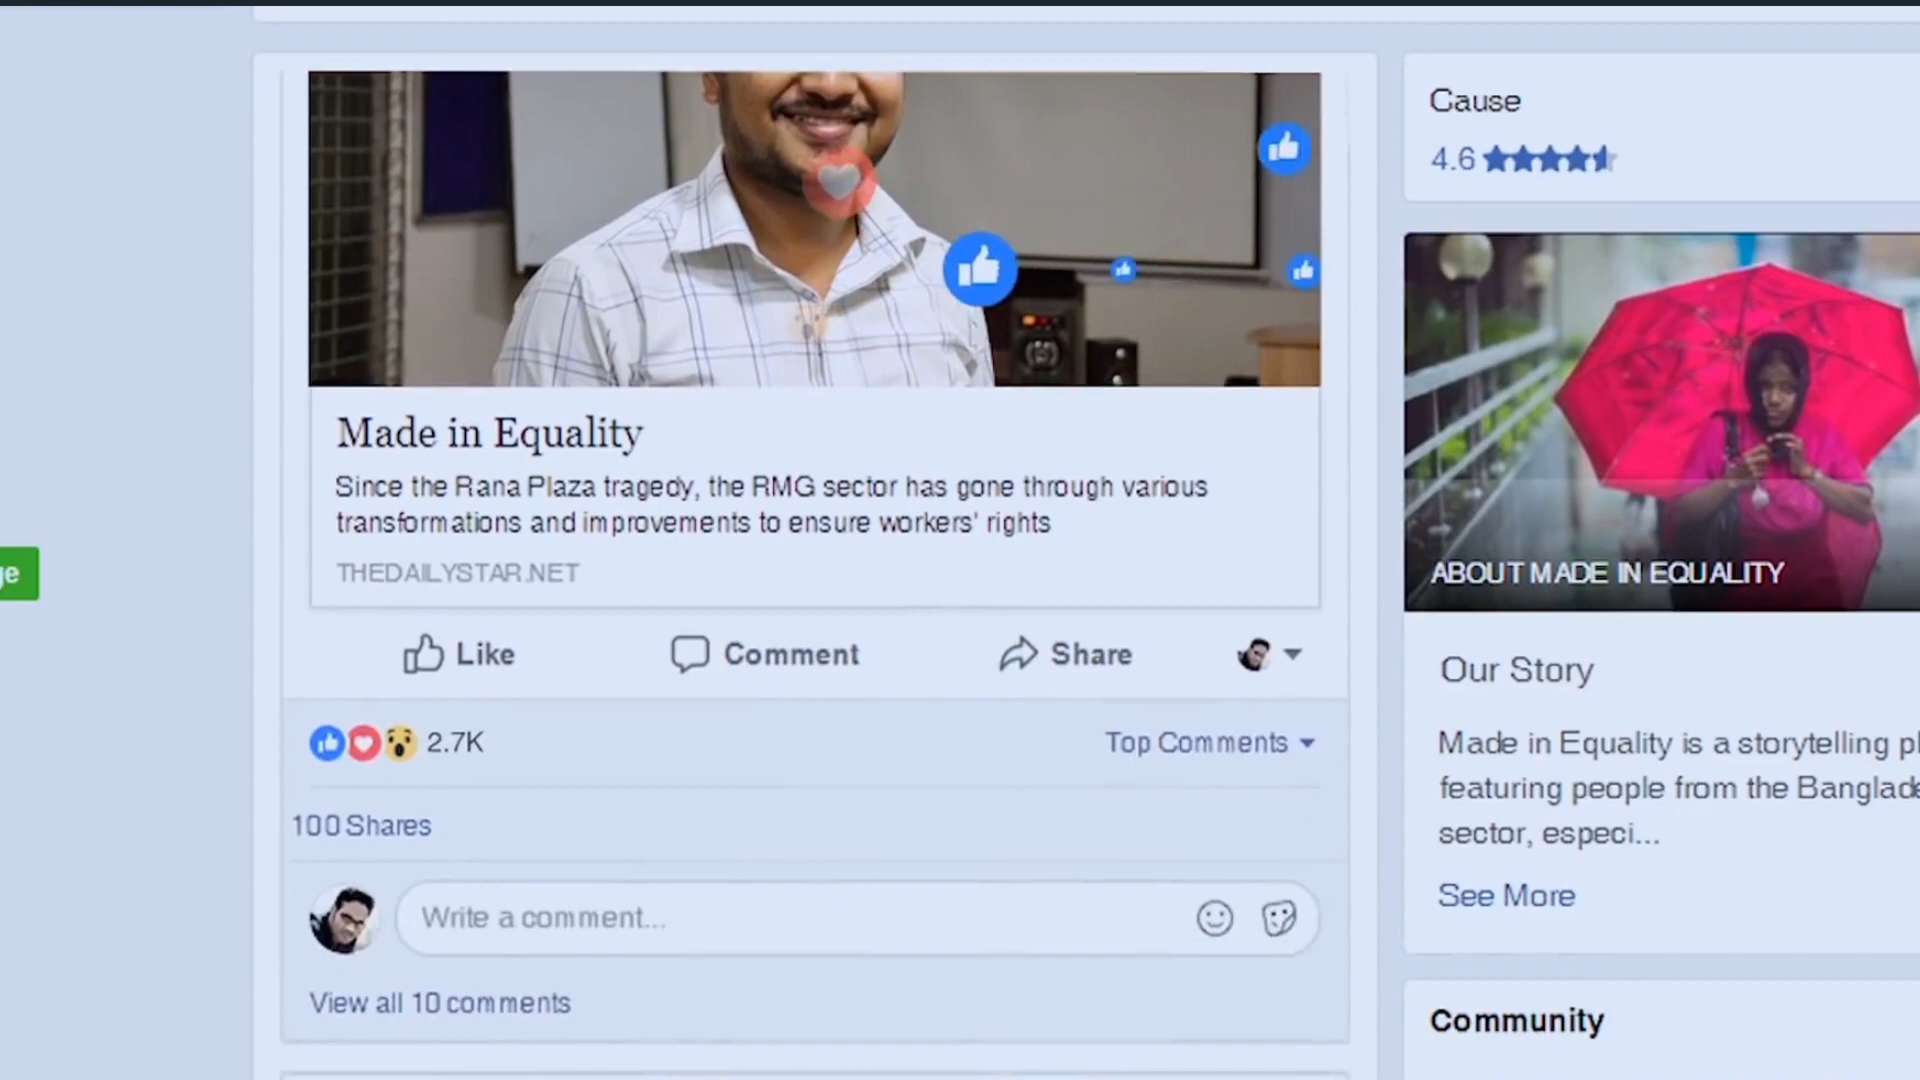 Made in Equality
Since the Rana Plaza tragedy, the RMG sector has gone through various
transformations and improvements to ensure workers' rights
THEDAILYSTAR.NET
Like
Comment
Share
2.7K
Top Comments
100 Shares
Write a comment...
View all 10 comments
Cause
4.6
ABOUT MADE IN EQUALITY
Our Story
Made in Equality is a storytelling
featuring people from the
sector, especi...
See More
Community